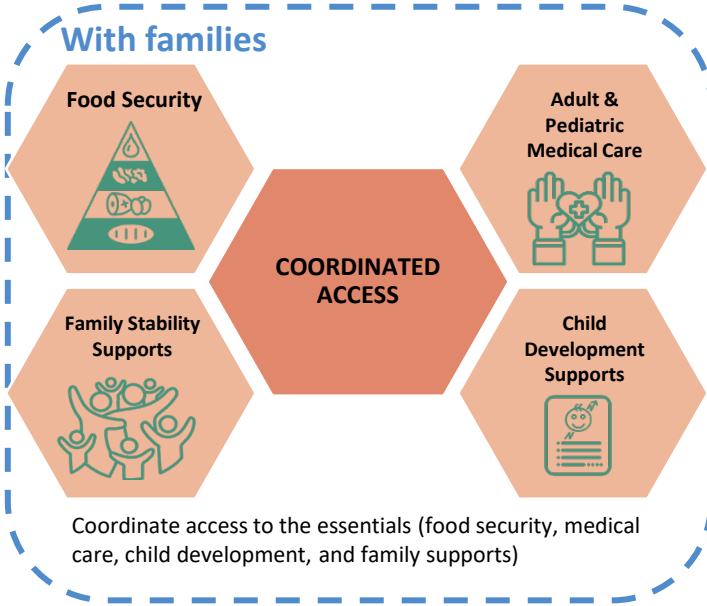 With families
Food Security
Adult &
Pediatric
Medical Care
COORDINATED
ACCESS
Family Stability
Supports
Child
Development
Supports
Coordinate access to the essentials (food security, medical
care, child development, and family supports)